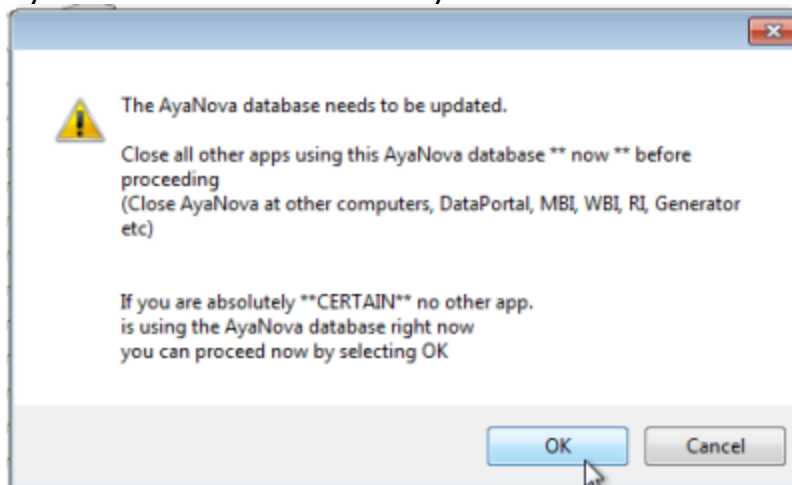 The AyaNova database needs to be updated.
Close all other apps using this AyaNova database ** now ** before
proceeding
(Close AyaNova at other computers, DataPortal, MBI, WBI, RI, Generator
etc)
If you are absolutely **CERTAIN** no other app.
is using the AyaNova database right now
you can proceed now by selecting OK
OK Cancel